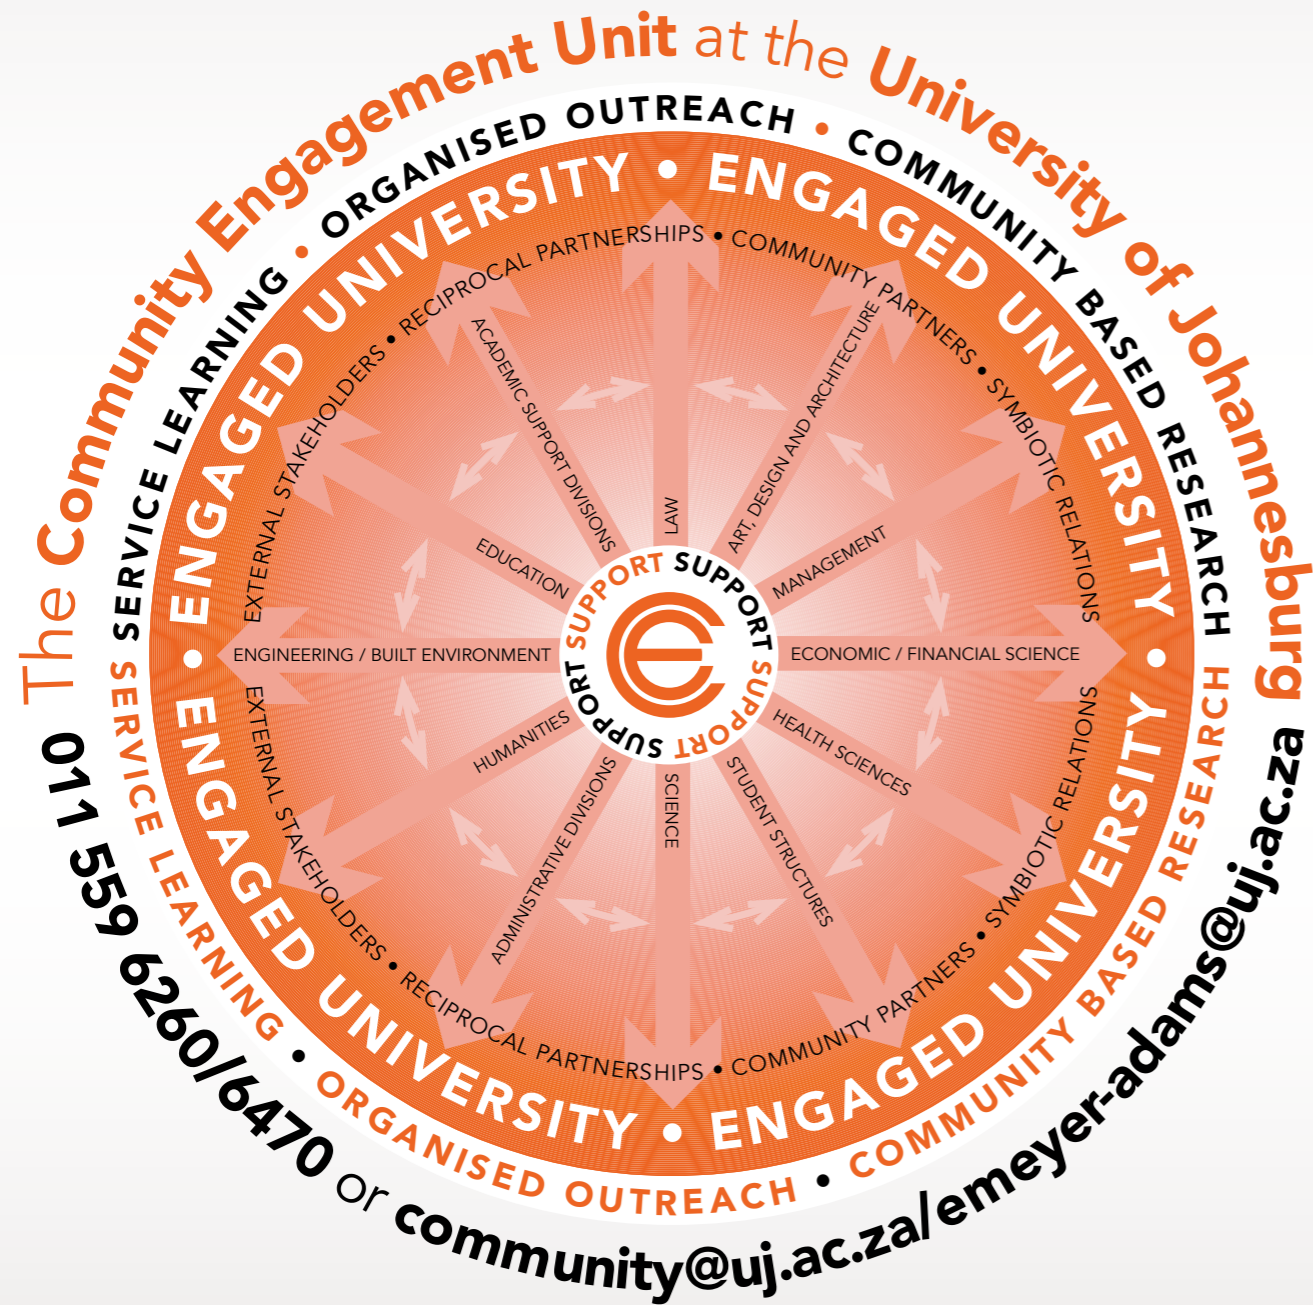 The Community Engagement Unit at the University of Johannesburg
011 559 6260/6470 or community@uj.ac.za/emeyer-adams@uj.ac.za
SERVICE LEARNING • ORGANISED OUTREACH • COMMUNITY BASED RESEARCH
SERVICE LEARNING • ORGANISED OUTREACH • COMMUNITY BASED RESEARCH
• ENGAGED UNIVERSITY • ENGAGED UNIVERSITY •
ENGAGED UNIVERSITY • ENGAGED UNIVERSITY
EXTERNAL STAKEHOLDERS • RECIPROCAL PARTNERSHIPS • COMMUNITY PARTNERS • SYMBIOTIC RELATIONS
EXTERNAL STAKEHOLDERS • RECIPROCAL PARTNERSHIPS • COMMUNITY PARTNERS • SYMBIOTIC RELATIONS
LAW
ART, DESIGN AND ARCHITECTURE
MANAGEMENT
ECONOMIC / FINANCIAL SCIENCE
HEALTH SCIENCES
STUDENT STRUCTURES
SCIENCE
ADMINISTRATIVE DIVISIONS
HUMANITIES
ENGINEERING / BUILT ENVIRONMENT
EDUCATION
ACADEMIC SUPPORT DIVISIONS
SUPPORT SUPPORT SUPPORT SUPPORT SUPPORT